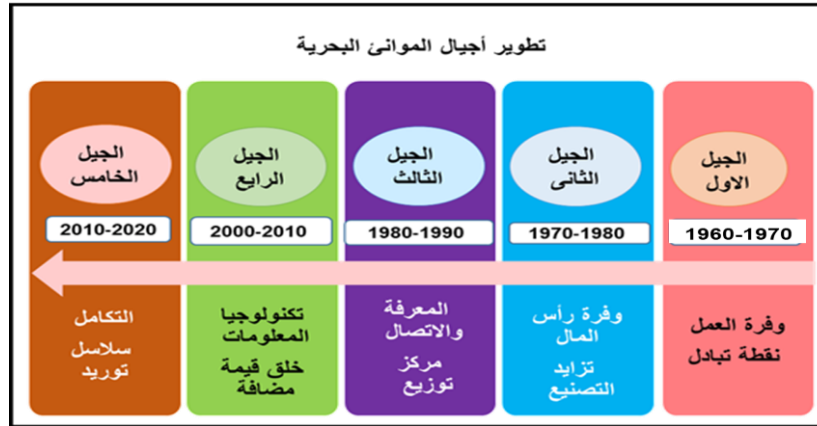 تطوير أجيال الموانئ البحرية
الجيل
الاول
1960-1970
وفرة العمل
نقطة تبادل
الجيل
الثانى
1970-1980
وفرة رأس
المال
تزايد
التصنيع
الجيل
الثالث
1980-1990
المعرفة
والاتصال
مركز
توزيع
الجيل
الرابع
2000-2010
تكنولوجيا
المعلومات
خلق قيمة
مضافة
الجيل
الخامس
2010-2020
التكامل
سلاسل
توريد